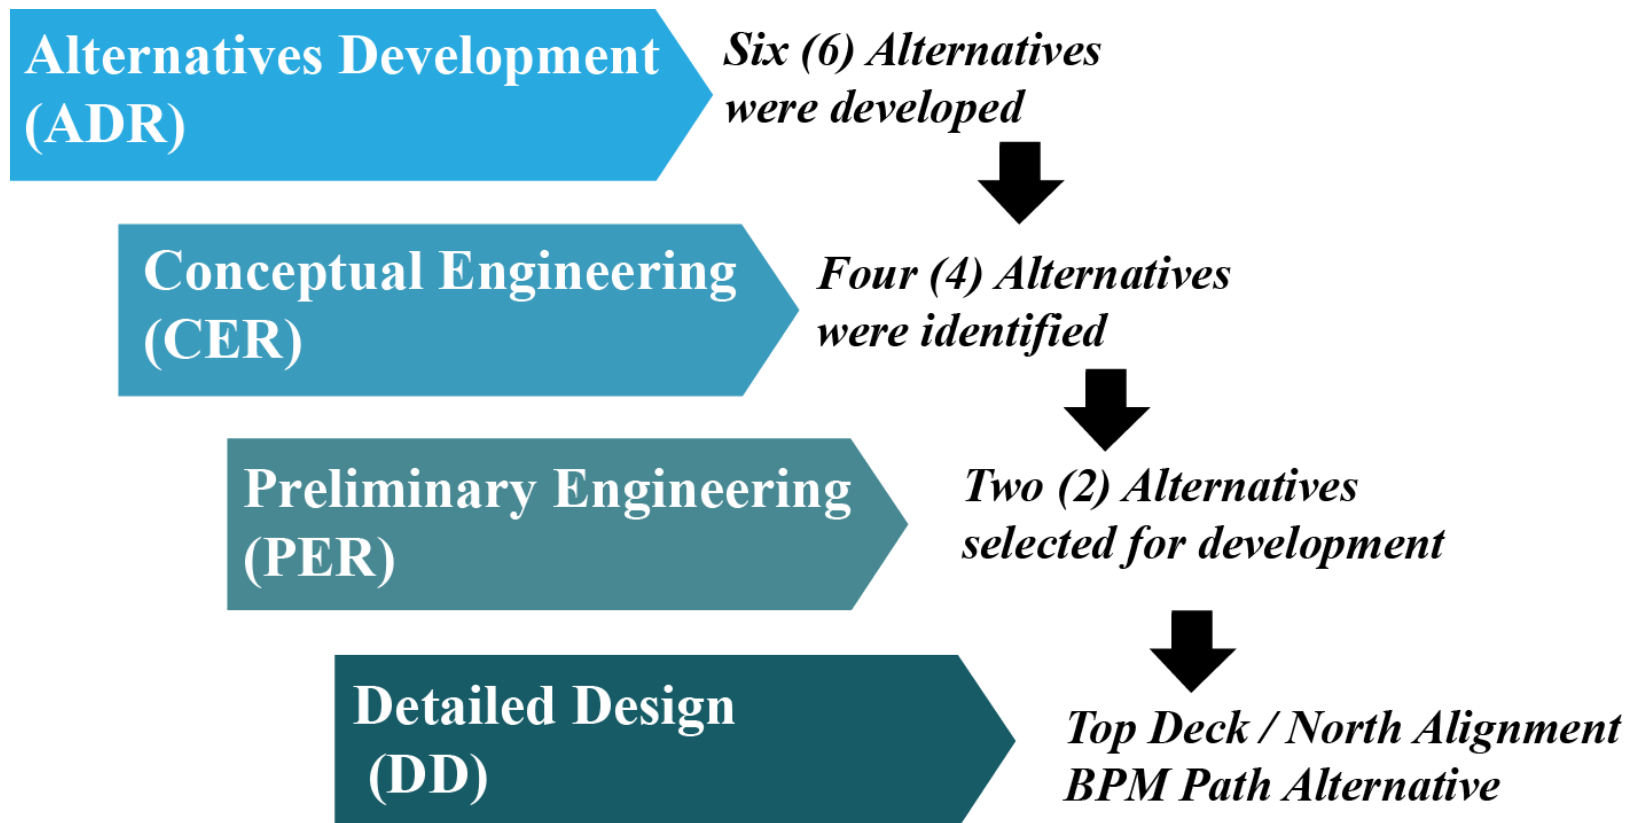 Alternatives Development
(ADR)
Six (6) Alternatives
were developed
Conceptual Engineering
(CER)
Four (4) Alternatives
were identified
Preliminary Engineering
(PER)
Two (2) Alternatives
selected for development
Detailed Design
(DD)
Top Deck / North Alignment
BPM Path Alternative